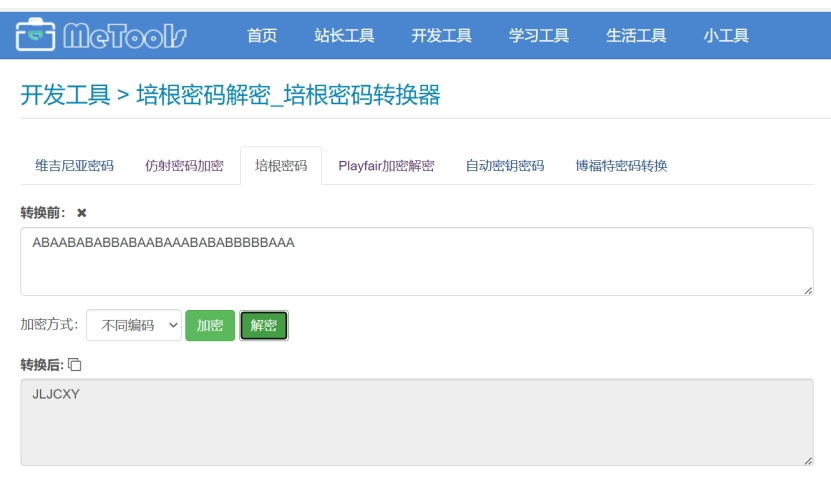 MeTools 首页 站长工具 开发工具 学习工具 生活工具 小工具
开发工具 > 培根密码解密_培根密码转换器
维吉尼亚密码 仿射密码加密 培根密码 Playfair加密解密 自动密钥密码 博福特密码转换
转换前: ✖
ABAABABABBABAABAAABABABBBBBAAA
加密方式: 不同编码 加密 解密
转换后:
JLJCXY